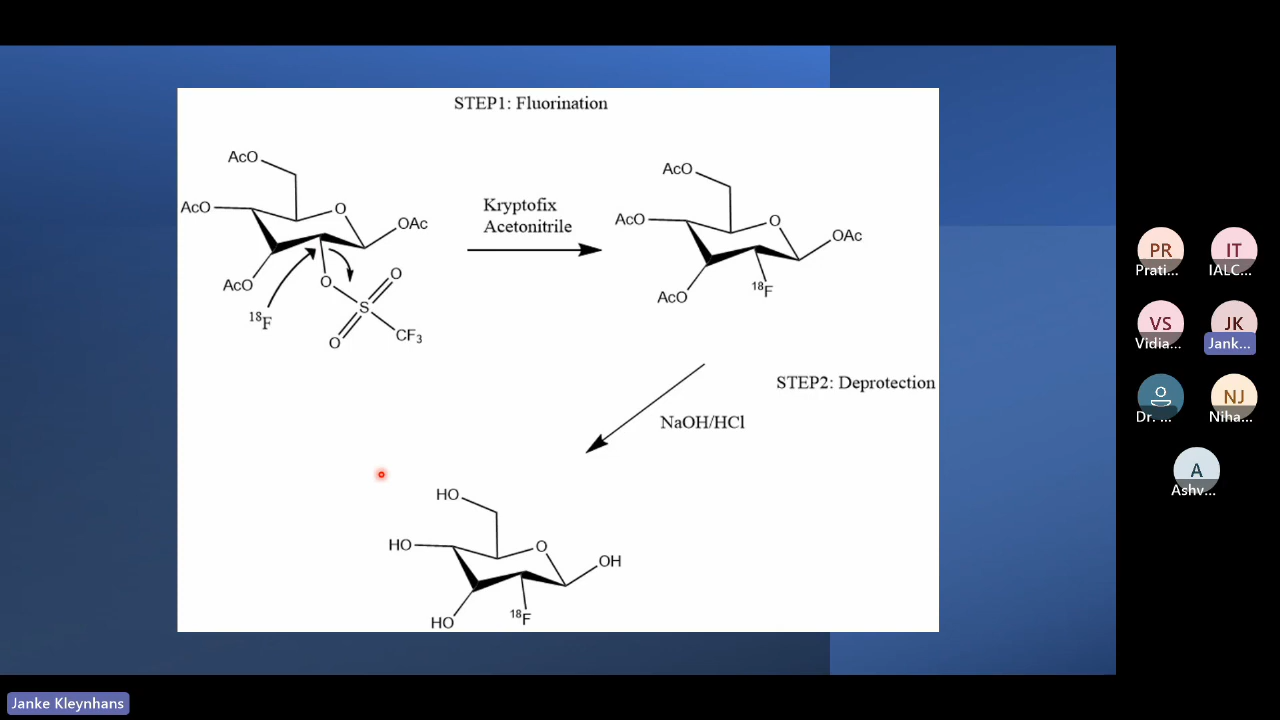 STEP1: Fluorination
AcO
AcO
O
OAc
AcO
O
O
S
O
CF3
18F
Kryptofix
Acetonitrile
AcO
AcO
O
OAc
AcO
18F
STEP2: Deprotection
NaOH/HCl
HO
HO
O
OH
HO
18F
PR
Prati...
IT
IALC...
VS
Vidia...
JK
Jank...
Dr. ...
NJ
Niha...
A
Ashv...
Janke Kleynhans